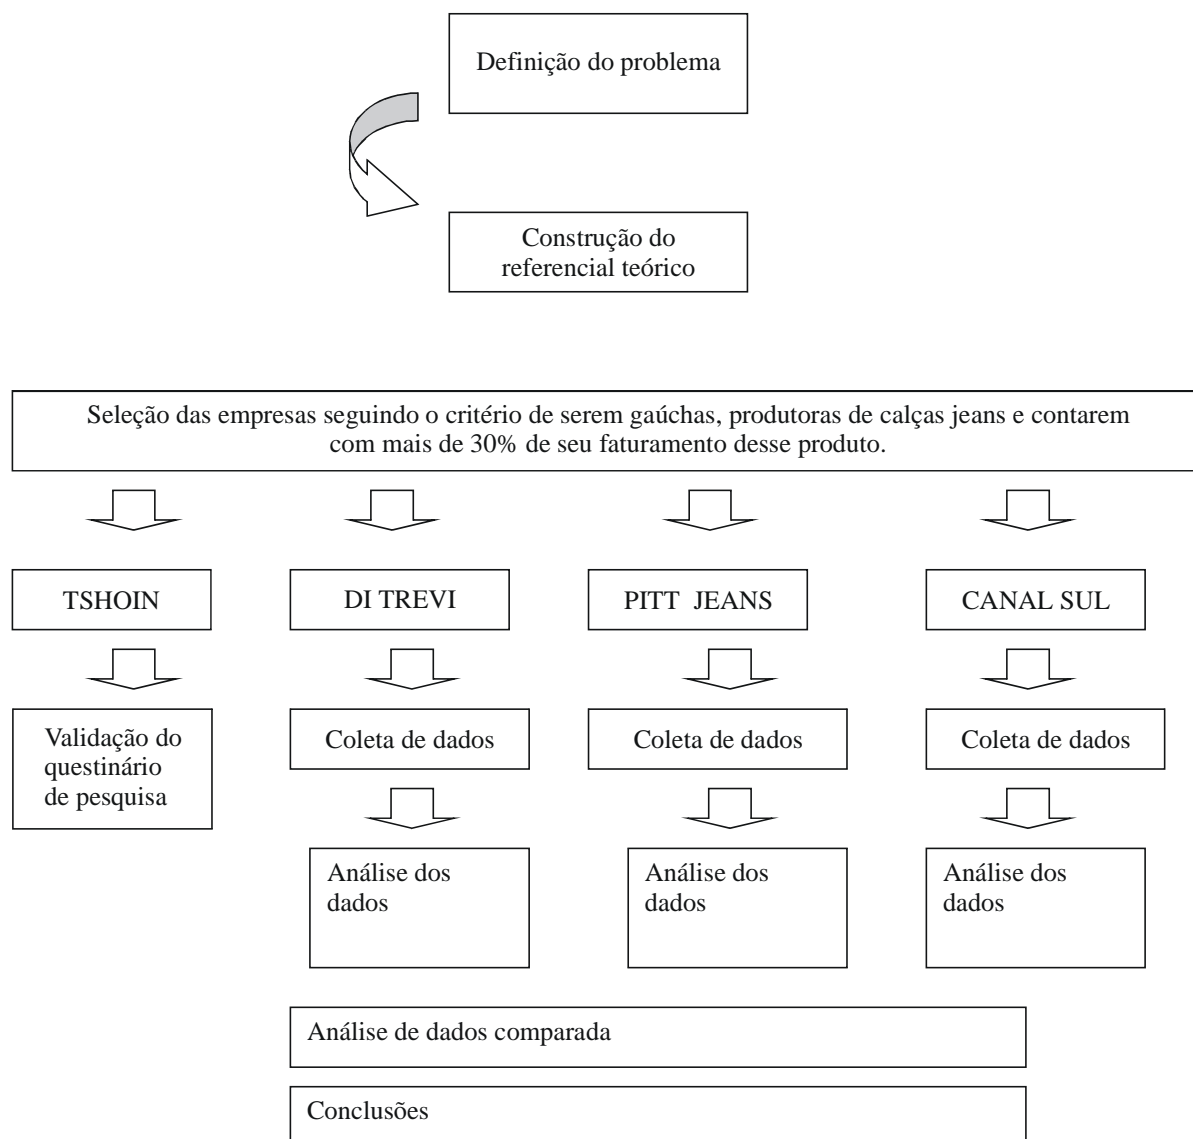 Definição do problema
Construção do
referencial teórico
Seleção das empresas seguindo o critério de serem gaúchas, produtoras de calças jeans e contarem
com mais de 30% de seu faturamento desse produto.
TSHOIN
DI TREVI
PITT JEANS
CANAL SUL
Validação do
questinário
de pesquisa
Coleta de dados
Coleta de dados
Coleta de dados
Análise dos
dados
Análise dos
dados
Análise dos
dados
Análise de dados comparada
Conclusões